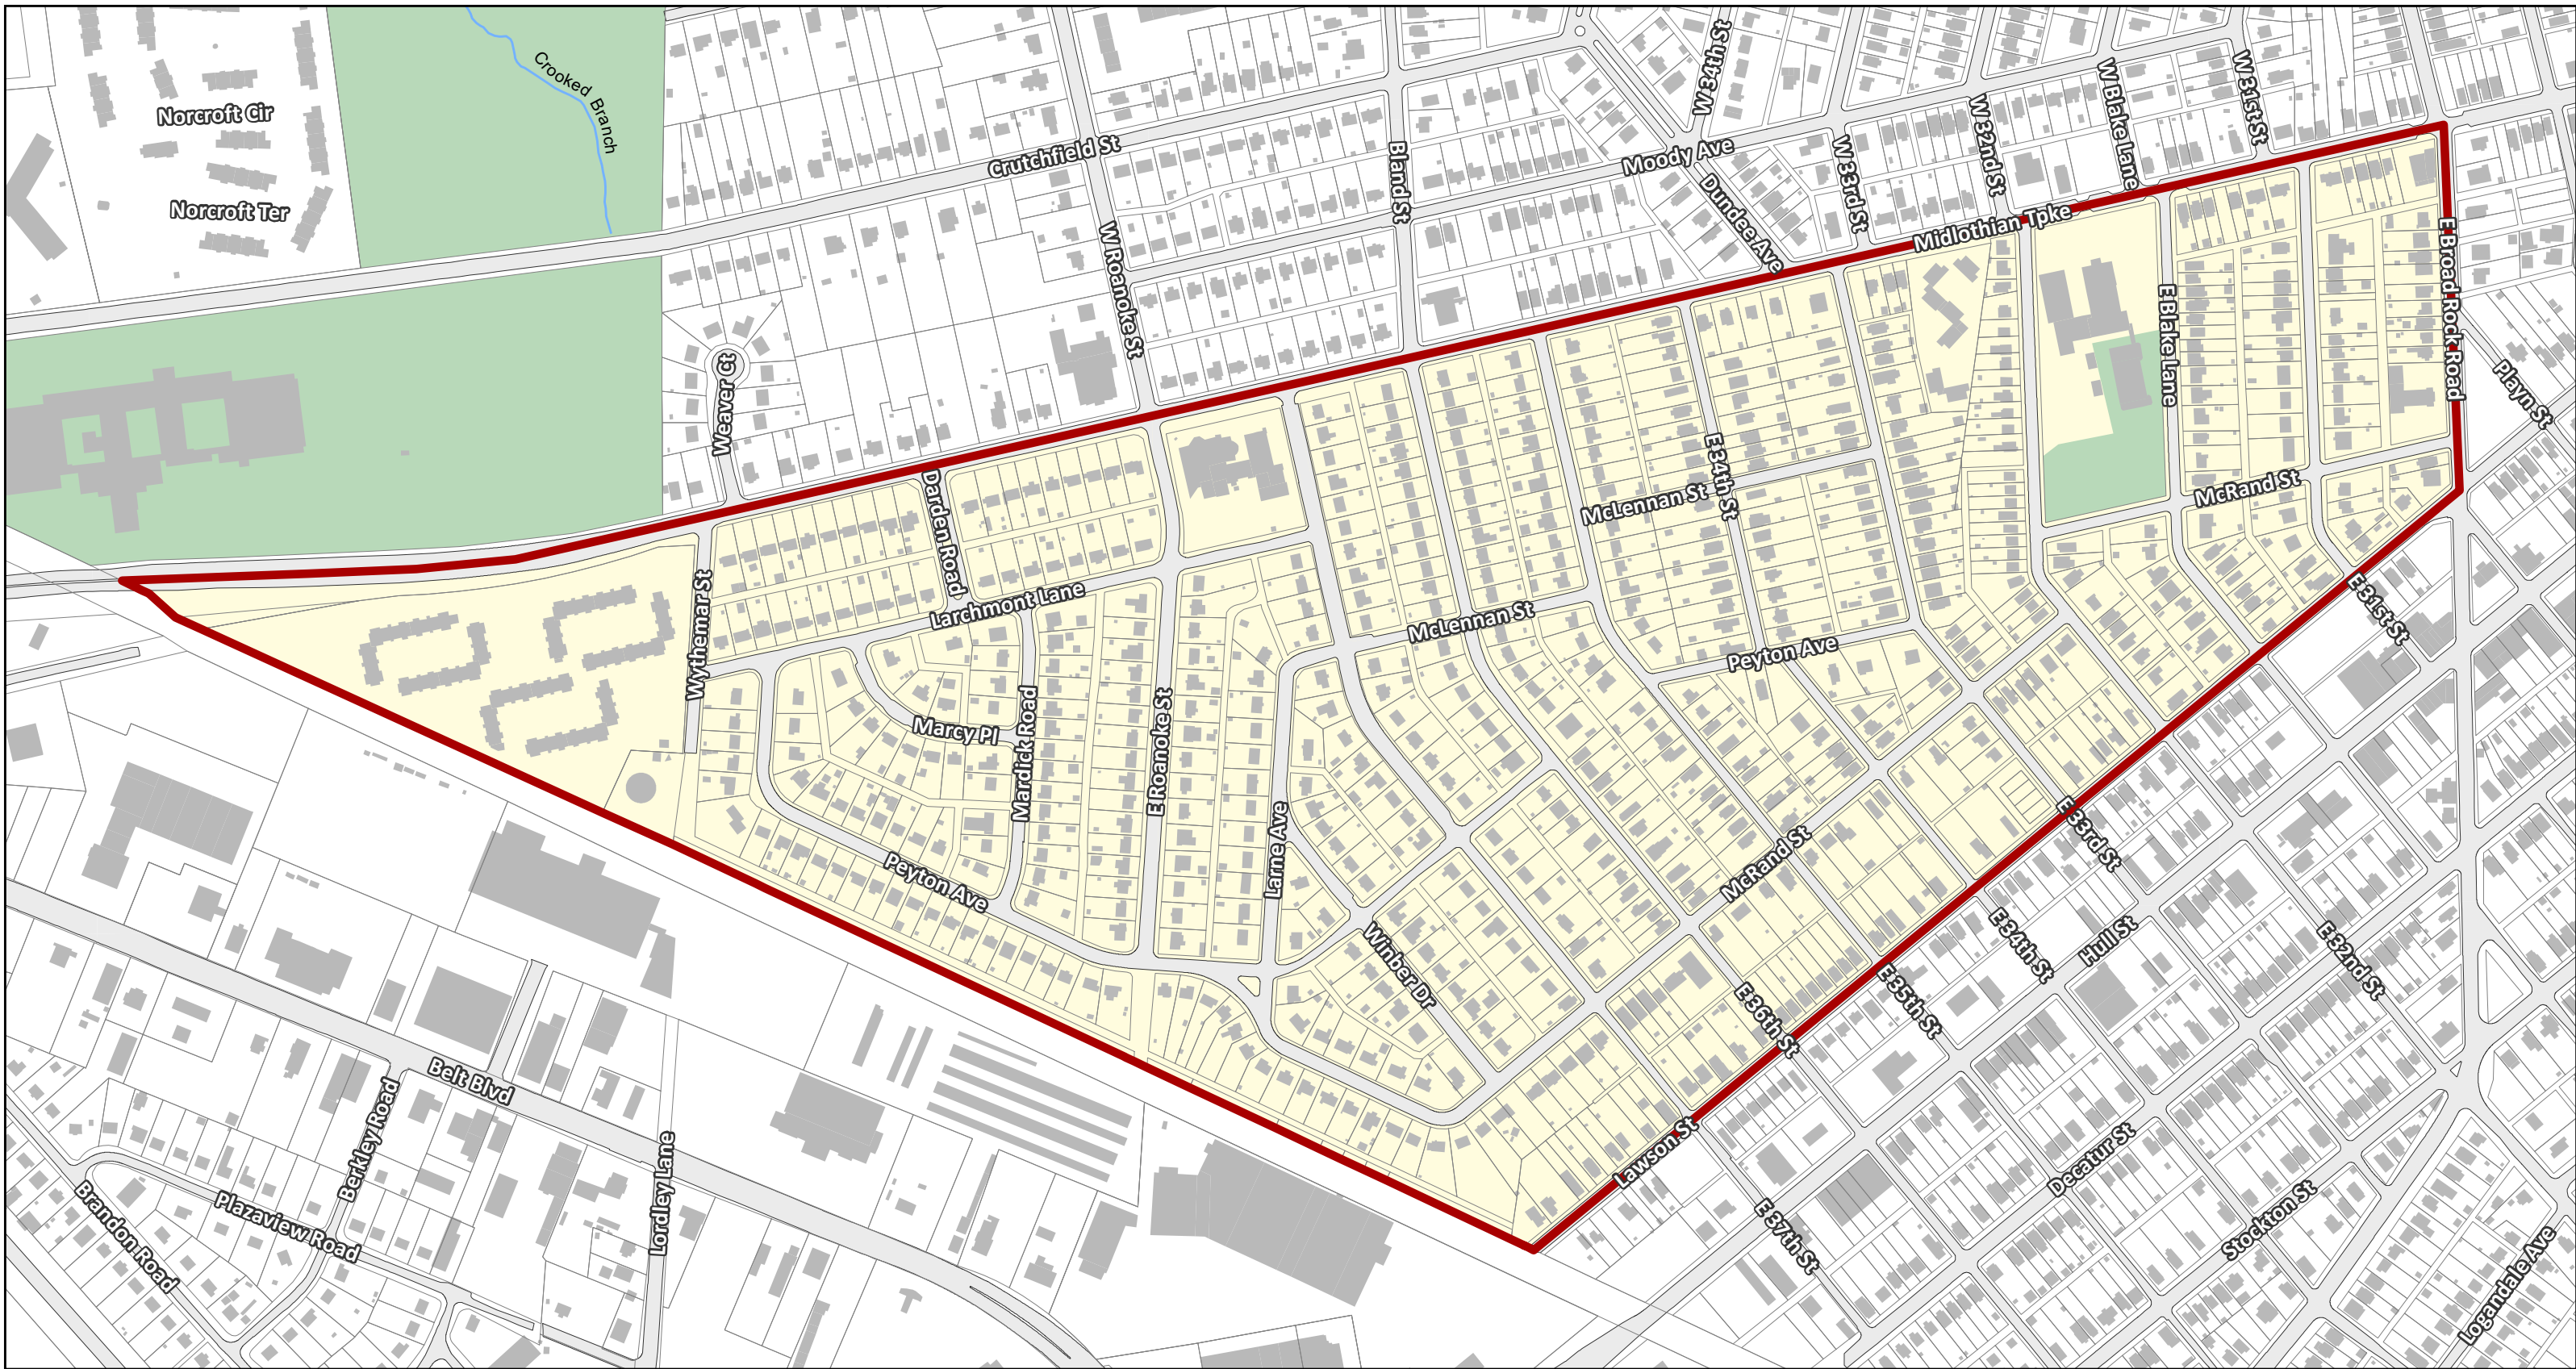 Crooked Branch
Norcroft Cir
Norcroft Ter
W 34th St
W 31st St
W Blake Lane
W 32nd St
W 33rd St
Crutchfield St
Bland St
Moody Ave
Dundee Ave
W Roanoke St
Midlothian Tpke
E Broad Rock Road
E Blake Lane
Playn St
Weaver Ct
Darden Road
E 34th St
McLennan St
McRand St
Wythemar St
Larchmont Lane
McLennan St
Peyton Ave
E 31st St
Marcy Pl
Mardick Road
E Roanoke St
Larne Ave
Peyton Ave
McRand St
E 33rd St
Winber Dr
E 34th St
Hull St
E 32nd St
E 35th St
E 36th St
Belt Blvd
Berkley Road
Lordley Lane
Lawson St
Decatur St
Brandon Road
Plazaview Road
E 37th St
Stockton St
Logandale Ave